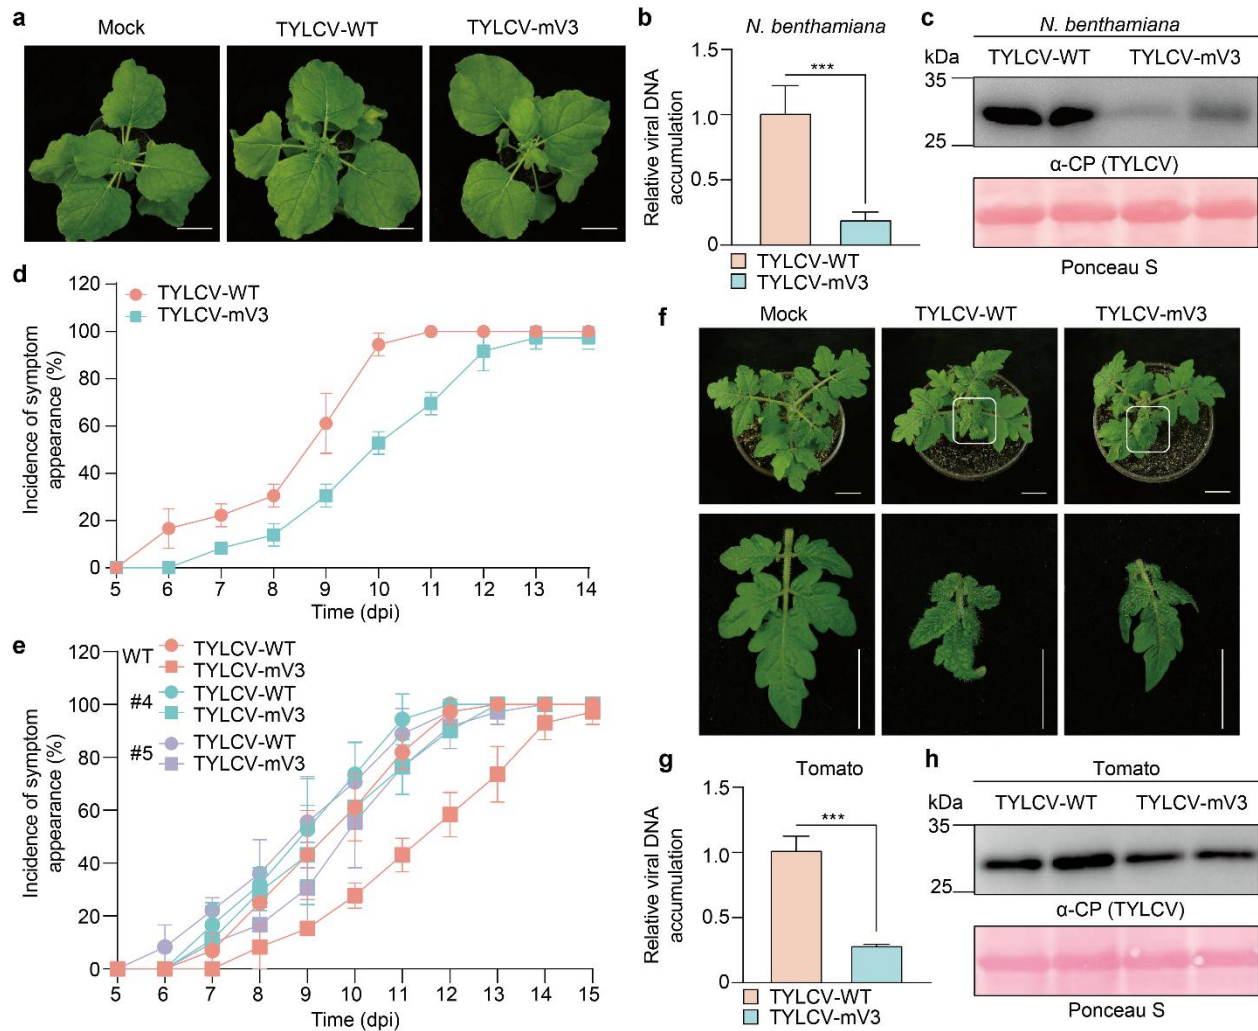 a
Mock
TYLCV-WT
TYLCV-mV3
b
N. benthamiana
Relative viral DNA
accumulation
1.5
1.0
0.5
0
***
TYLCV-WT
TYLCV-mV3
c
N. benthamiana
kDa
TYLCV-WT
TYLCV-mV3
35
25
α-CP (TYLCV)
Ponceau S
d
Incidence of symptom
appearance (%)
120
100
80
60
40
20
0
TYLCV-WT
TYLCV-mV3
5 6 7 8 9 10 11 12 13 14
Time (dpi)
e
Incidence of symptom
appearance (%)
120
100
80
60
40
20
0
WT
TYLCV-WT
TYLCV-mV3
#4
TYLCV-WT
TYLCV-mV3
#5
TYLCV-WT
TYLCV-mV3
5 6 7 8 9 10 11 12 13 14 15
Time (dpi)
f
Mock
TYLCV-WT
TYLCV-mV3
g
Tomato
Relative viral DNA
accumulation
1.5
1.0
0.5
0
***
TYLCV-WT
TYLCV-mV3
h
Tomato
kDa
TYLCV-WT
TYLCV-mV3
35
25
α-CP (TYLCV)
Ponceau S